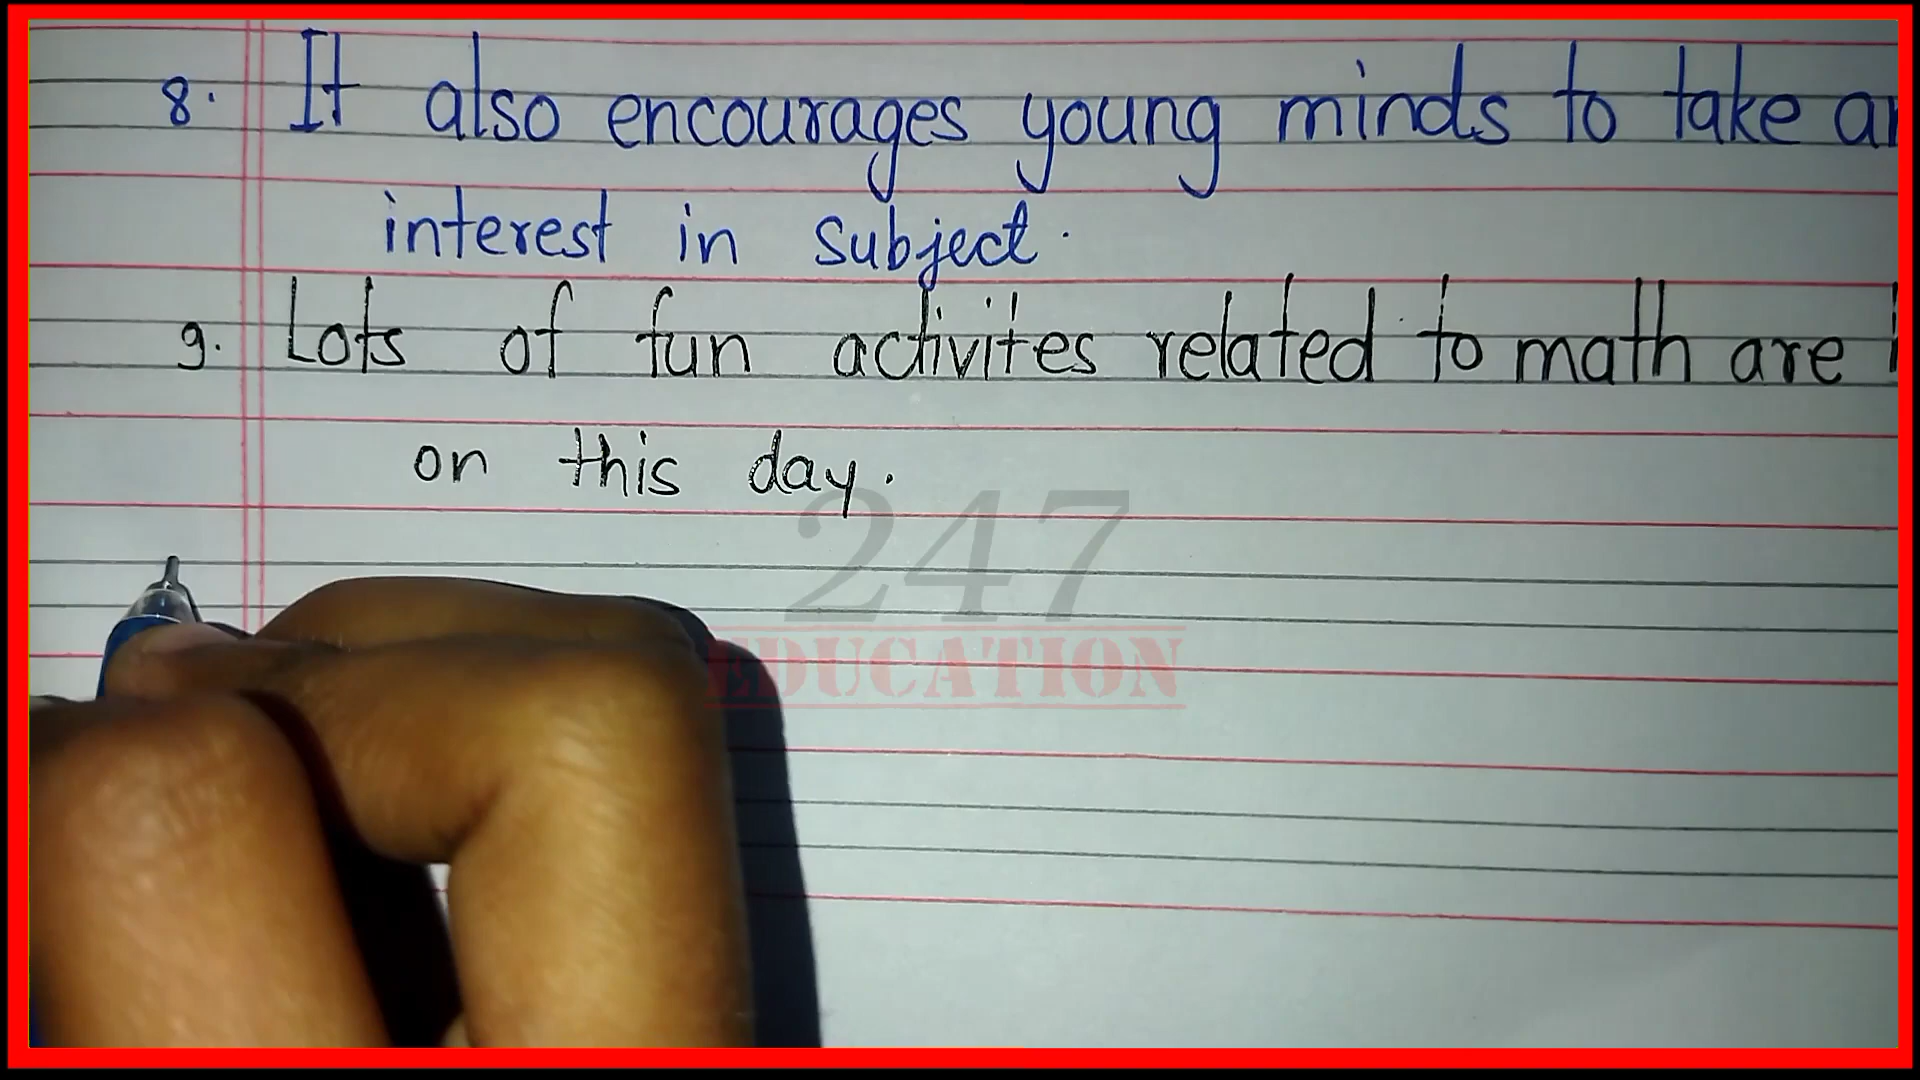 8. It also encourages young minds to take
interest in subject.
9. Lots of fun activites related to math are
on this day.
247
EDUCATION